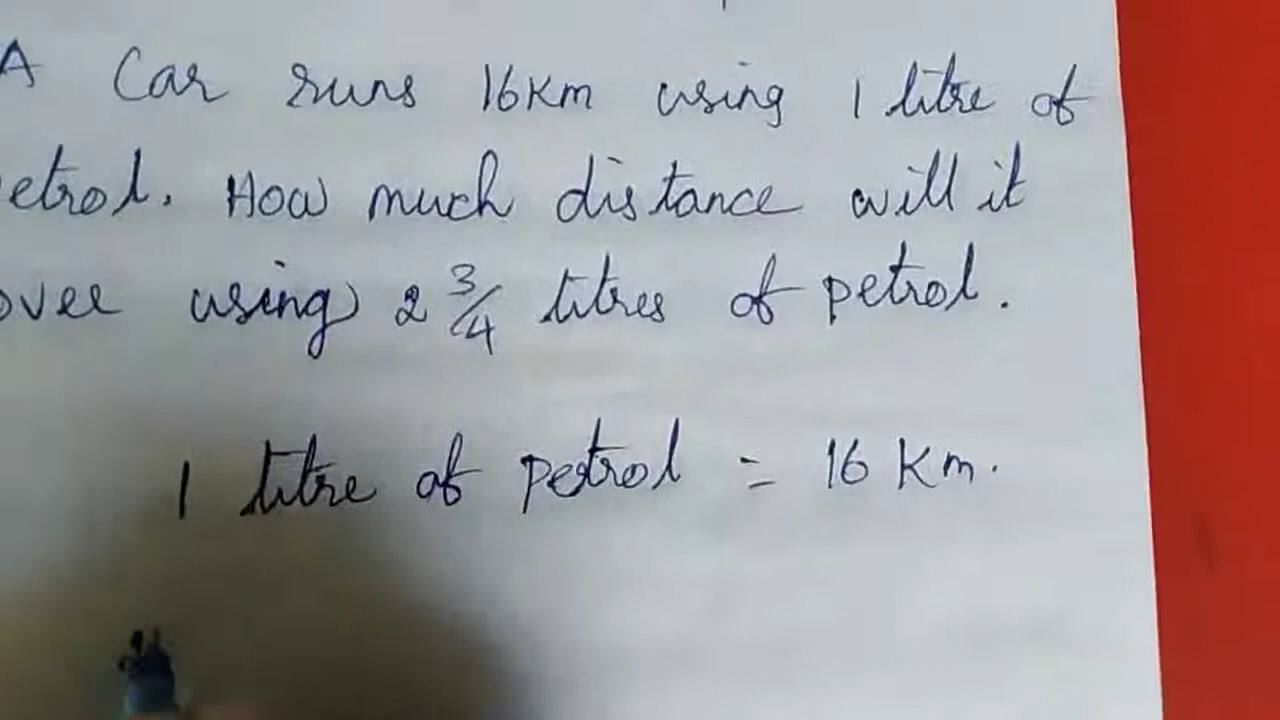 A Car runs 16Km using 1 litre of
etrol. How much distance will it
over using 2 3/4 litres of petrol.
1 litre of petrol = 16 Km.